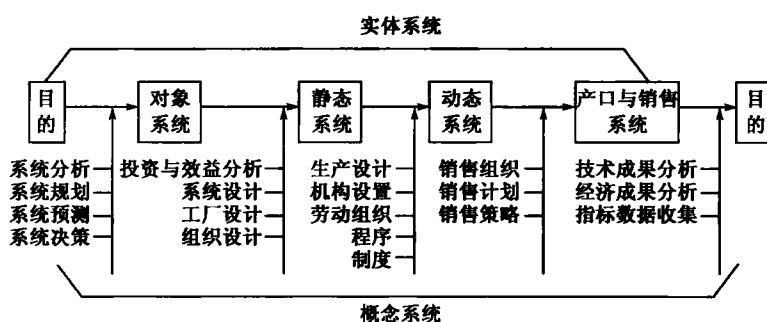 实体系统
目的
对象系统
静态系统
动态系统
产口与销售系统
目的
系统分析
系统规划
系统预测
系统决策
投资与效益分析
系统设计
工厂设计
组织设计
生产设计
机构设置
劳动组织
程序
制度
销售组织
销售计划
销售策略
技术成果分析
经济成果分析
指标数据收集
概念系统